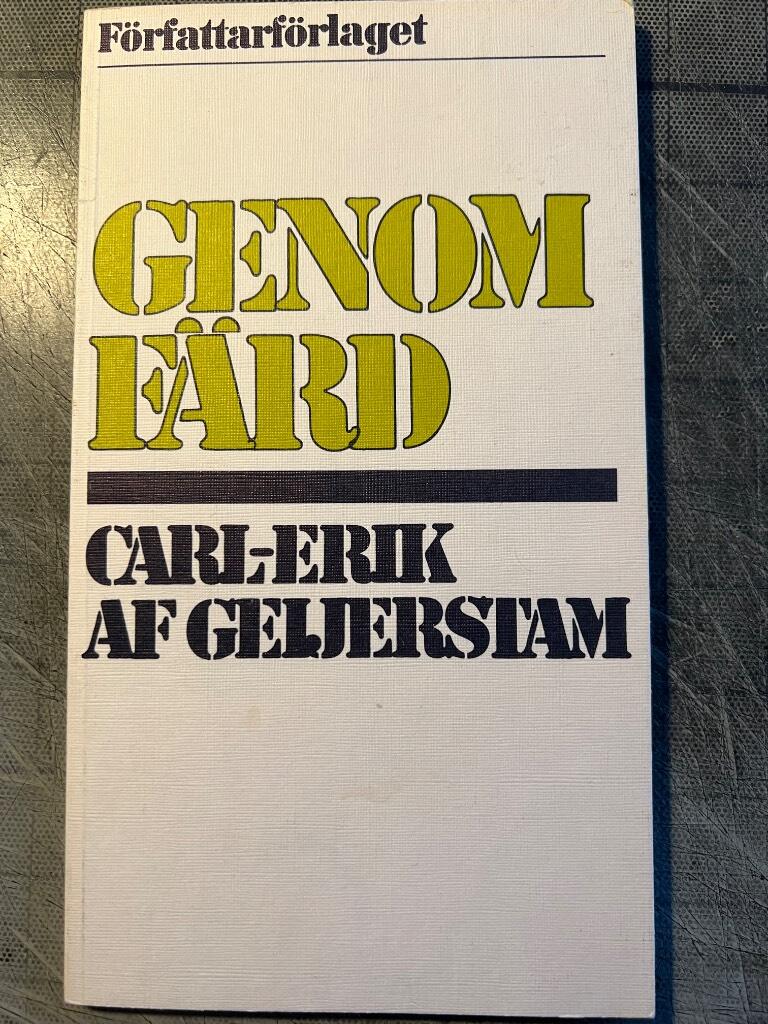 Författarförlaget
GENOM
FÄRD
CARL-ERIK
AF GEIJERSTAM